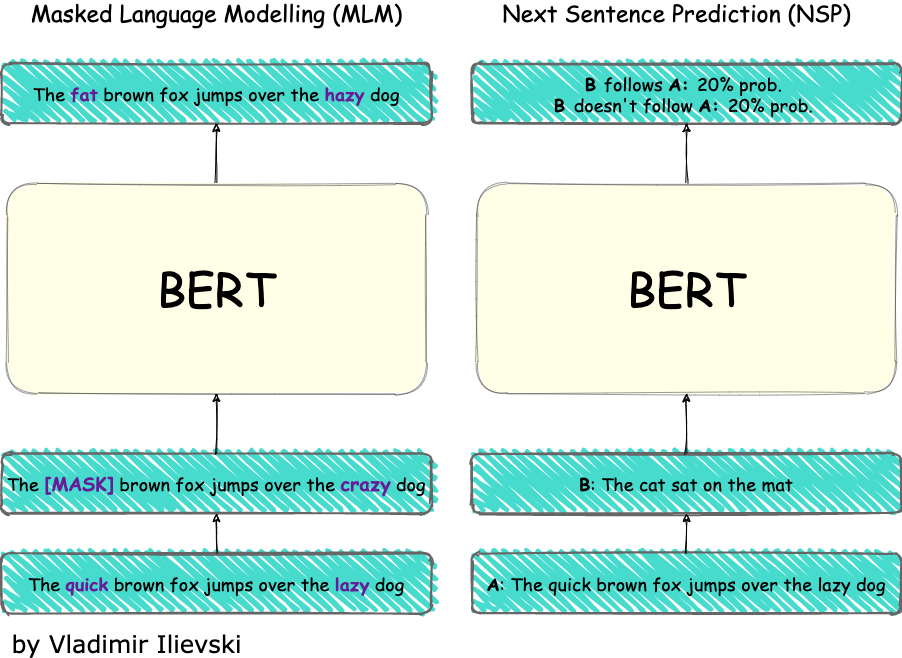 Masked Language Modelling (MLM)
The fat brown fox jumps over the hazy dog
BERT
The [MASK] brown fox jumps over the crazy dog
The quick brown fox jumps over the lazy dog
Next Sentence Prediction (NSP)
B follows A: 20% prob.
B doesn't follow A: 20% prob.
BERT
B: The cat sat on the mat
A: The quick brown fox jumps over the lazy dog
by Vladimir Ilievski